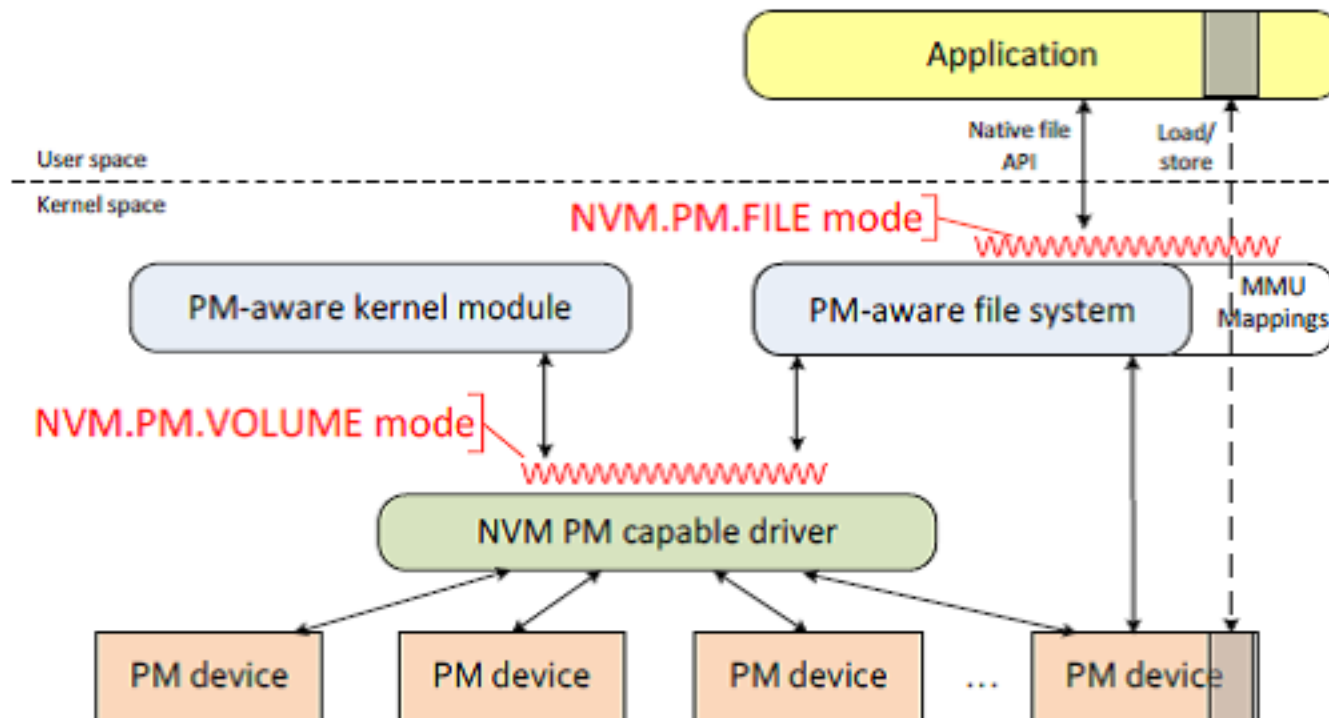 Application
Native file
API
Load/
store
User space
Kernel space
NVM.PM.FILE mode
PM-aware kernel module
PM-aware file system
MMU
Mappings
NVM.PM.VOLUME mode
NVM PM capable driver
PM device
PM device
PM device
...
PM device